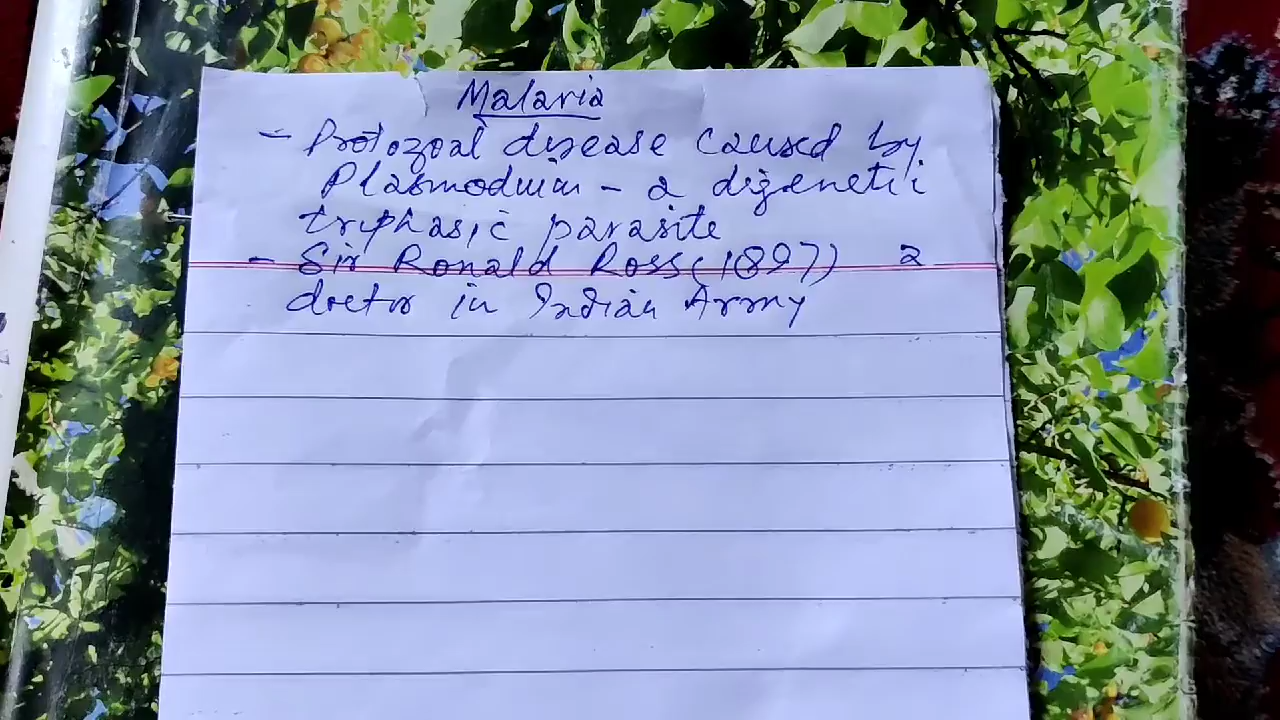 Malaria
- Protozoal disease caused by
Plasmodium - a digenetic
triphasic parasite
- Sir Ronald Ross (1897) a
doctor in Indian Army